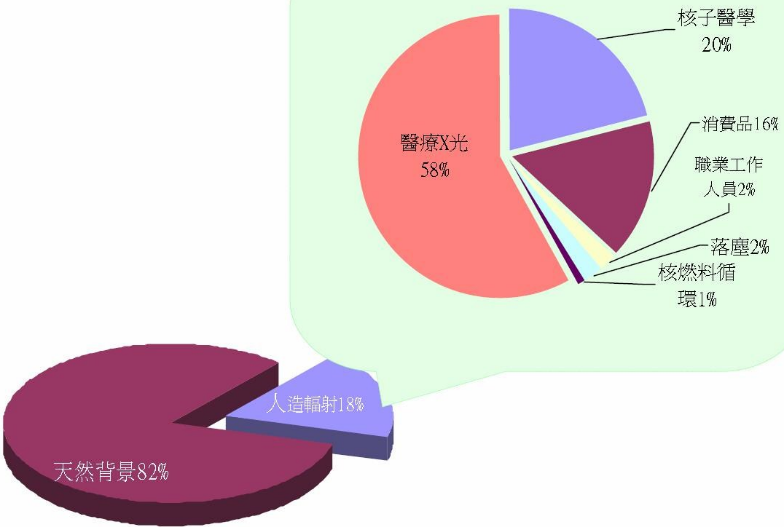 核子醫學
20%
醫療X光
58%
消費品16%
職業工作
人員2%
落塵2%
核燃料循
環1%
人造輻射18%
天然背景82%